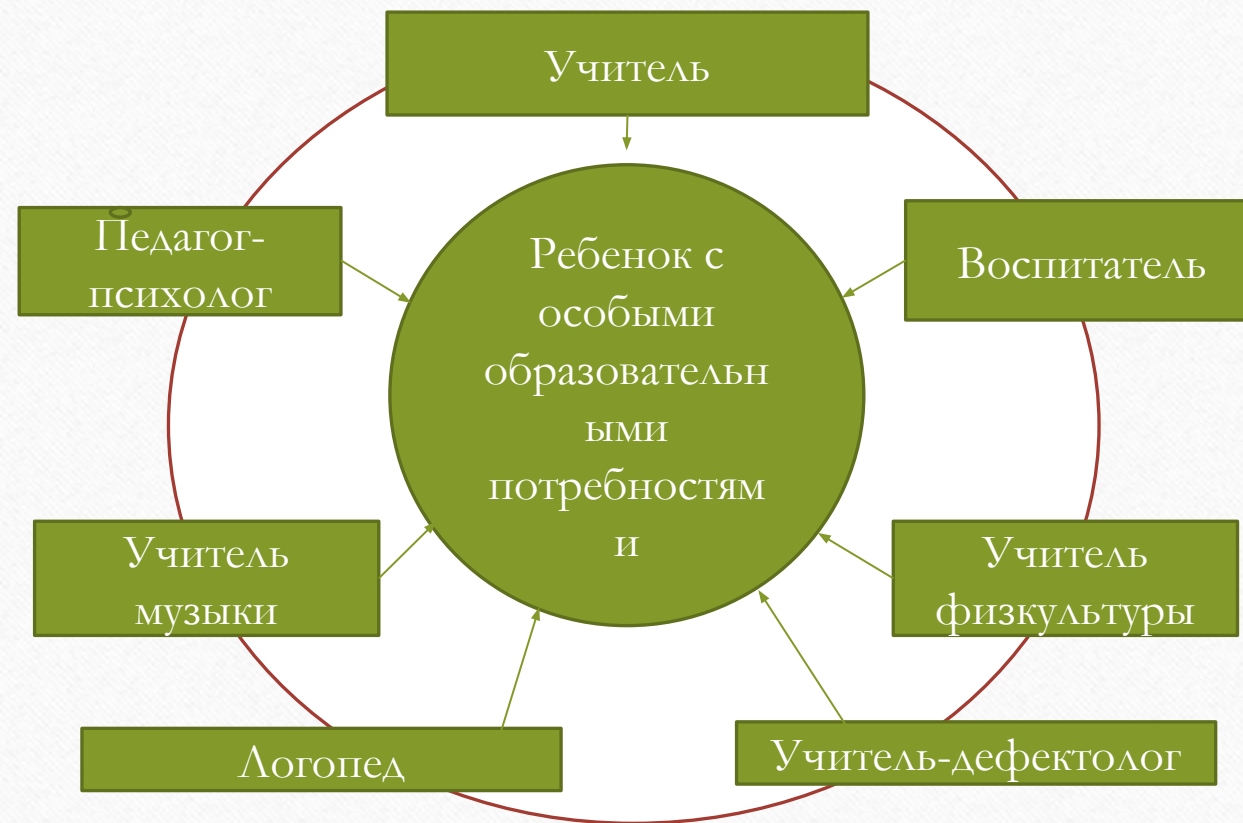 Учитель
Педагог-
психолог
Ребенок с
особыми
образовательн
ыми
потребностям
и
Воспитатель
Учитель
музыки
Учитель
физкультуры
Логопед
Учитель-дефектолог